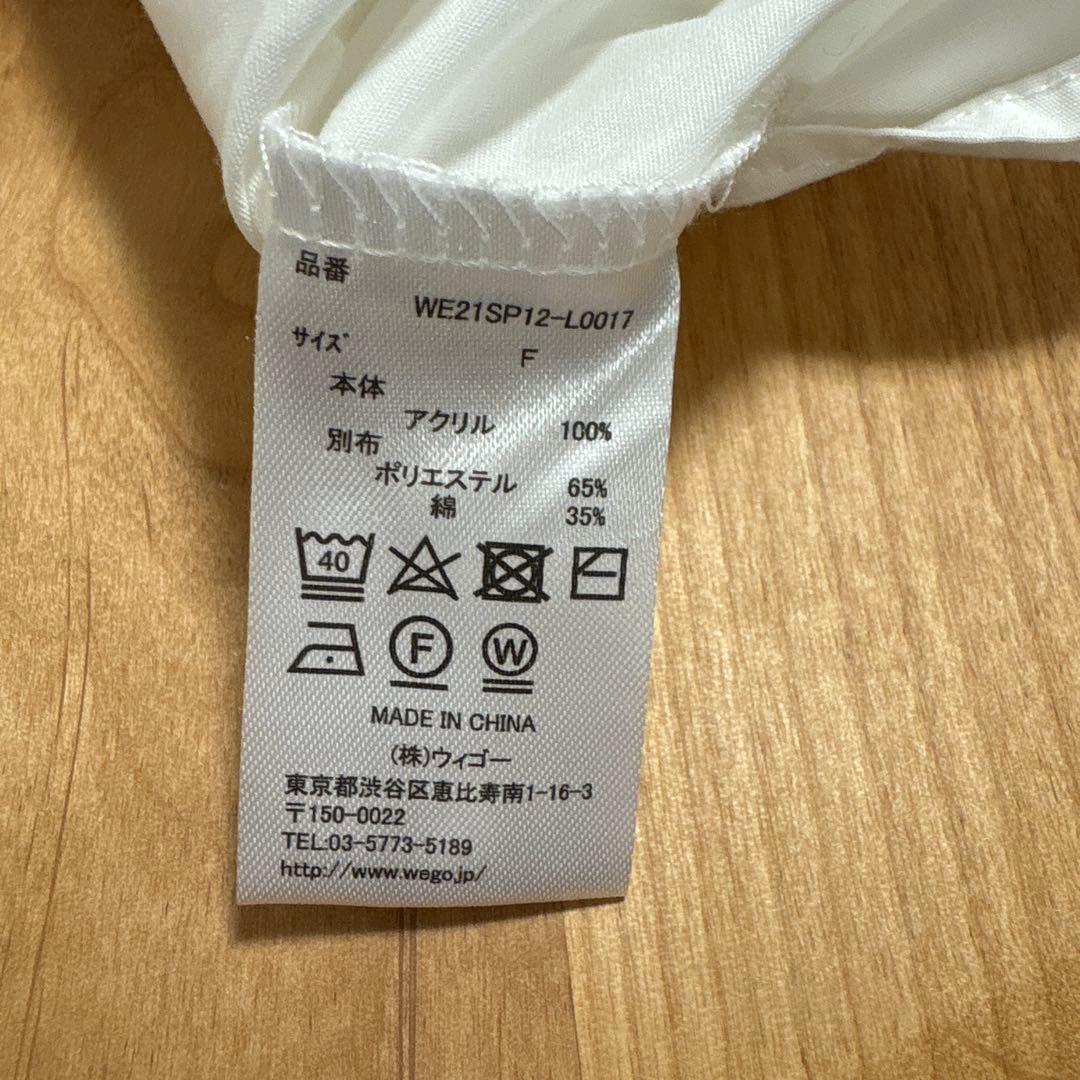 品番
WE21SP12-L0017
サイズ
F
本体
アクリル 100%
別布
ポリエステル 65%
綿 35%
40
F W
MADE IN CHINA
(株)ウィゴー
東京都渋谷区恵比寿南1-16-3
〒150-0022
TEL:03-5773-5189
http://www.wego.jp/